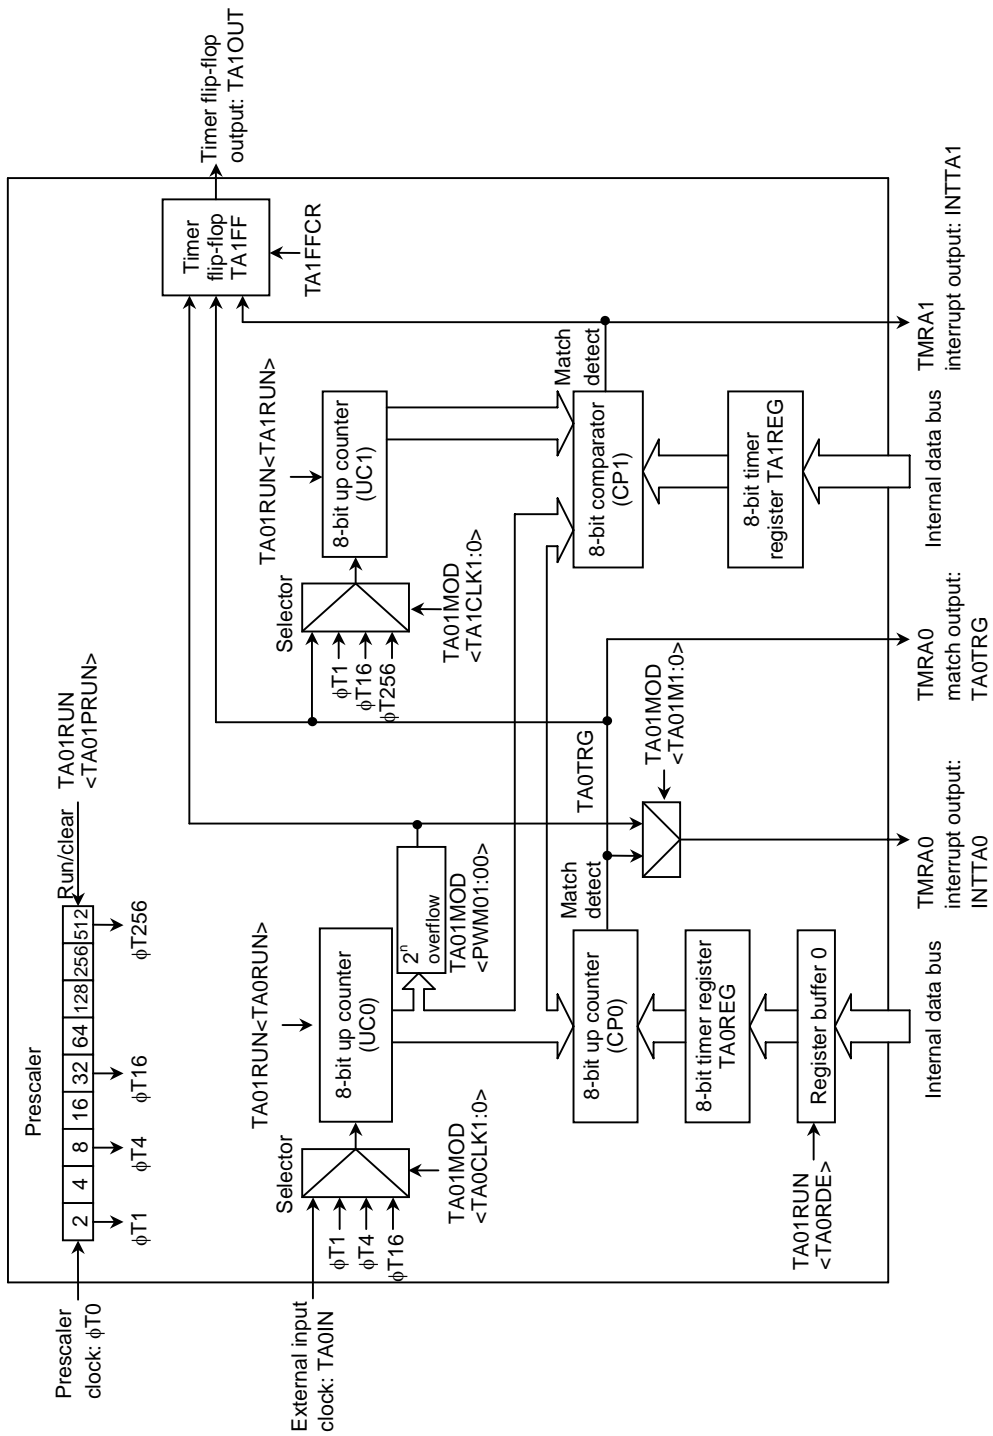 Prescaler
Prescaler
clock: ϕT0
2
4
8
16
32
64
128
256
512
Run/clear
TA01RUN
<TA01PRUN>
ϕT1
ϕT4
ϕT16
ϕT256
External input
clock: TA0IN
Selector
ϕT1
ϕT4
ϕT16
TA01MOD
<TA0CLK1:0>
TA01RUN<TA0RUN>
8-bit up counter
(UC0)
2ⁿ
overflow
TA01MOD
<PWM01:00>
Selector
ϕT1
ϕT16
ϕT256
TA01MOD
<TA1CLK1:0>
TA01RUN<TA1RUN>
8-bit up counter
(UC1)
Timer
flip-flop
TA1FF
TA1FFCR
Timer flip-flop
output: TA1OUT
8-bit up counter
(CP0)
Match
detect
TA0TRG
8-bit comparator
(CP1)
Match
detect
8-bit timer register
TA0REG
TA01MOD
<TA01M1:0>
8-bit timer
register TA1REG
Register buffer 0
TA01RUN
<TA0RDE>
Internal data bus
TMRA0
interrupt output:
INTTA0
TMRA0
match output:
TA0TRG
Internal data bus
TMRA1
interrupt output: INTTA1